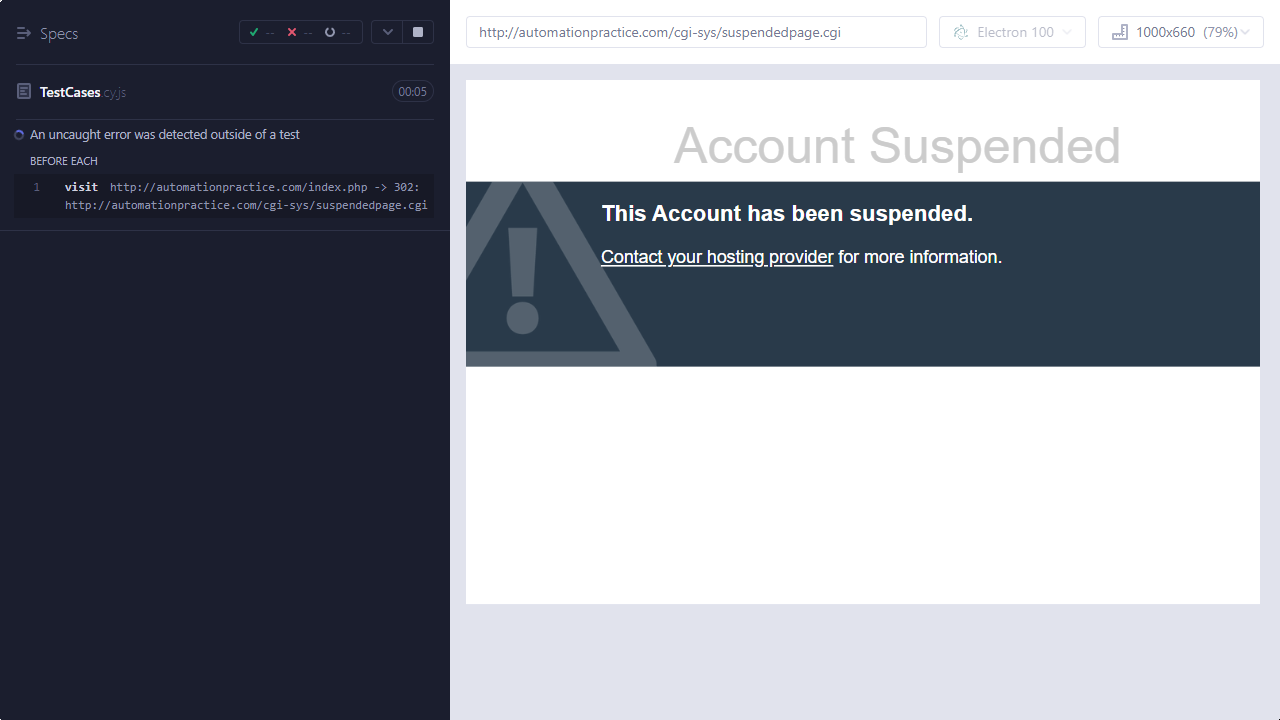 Specs
-- -- --
TestCases.cy.js
00:05
An uncaught error was detected outside of a test
BEFORE EACH
1 visit http://automationpractice.com/index.php -> 302:
http://automationpractice.com/cgi-sys/suspendedpage.cgi
http://automationpractice.com/cgi-sys/suspendedpage.cgi
Electron 100
1000x660 (79%)
Account Suspended
This Account has been suspended.
Contact your hosting provider for more information.